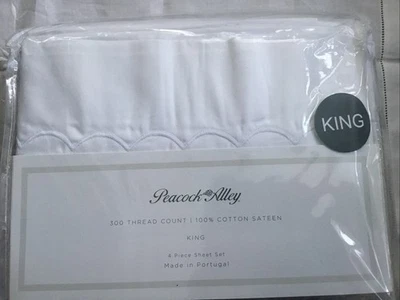 KING
Peacock Alley
300 THREAD COUNT | 100% COTTON SATEEN
KING
4 Piece Sheet Set
Made in Portugal